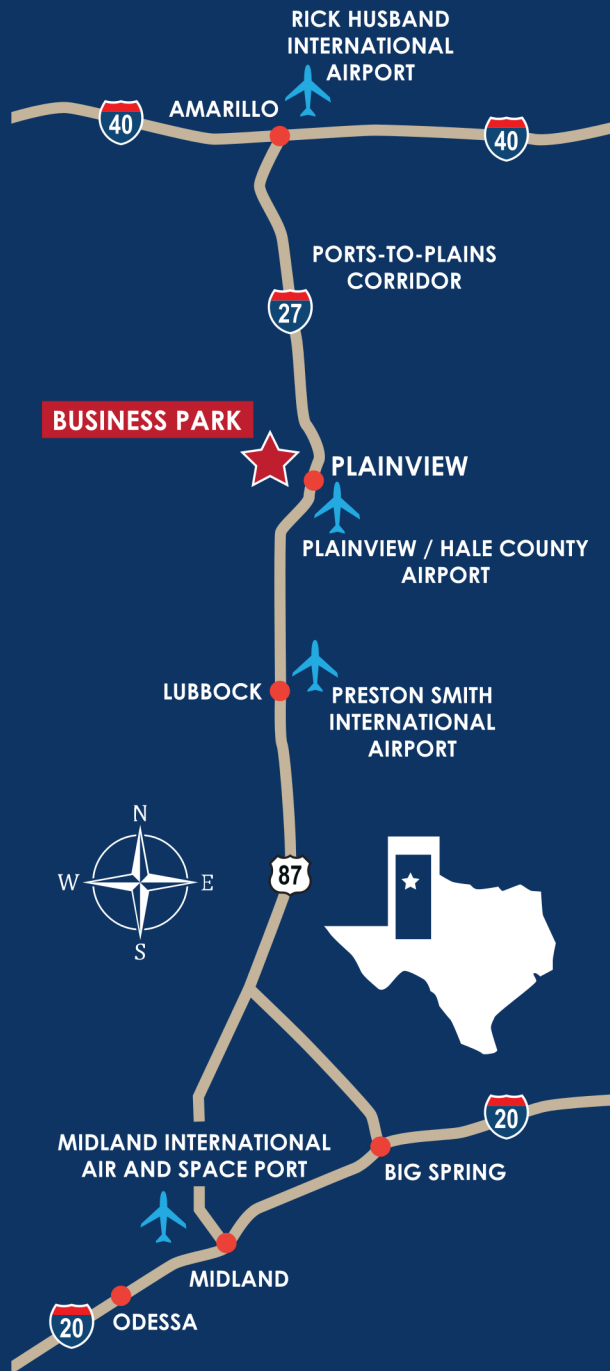 RICK HUSBAND
INTERNATIONAL
AIRPORT
AMARILLO
40
40
PORTS-TO-PLAINS
CORRIDOR
27
BUSINESS PARK
PLAINVIEW
PLAINVIEW / HALE COUNTY
AIRPORT
LUBBOCK
PRESTON SMITH
INTERNATIONAL
AIRPORT
N
W
E
S
87
20
MIDLAND INTERNATIONAL
AIR AND SPACE PORT
BIG SPRING
MIDLAND
ODESSA
20